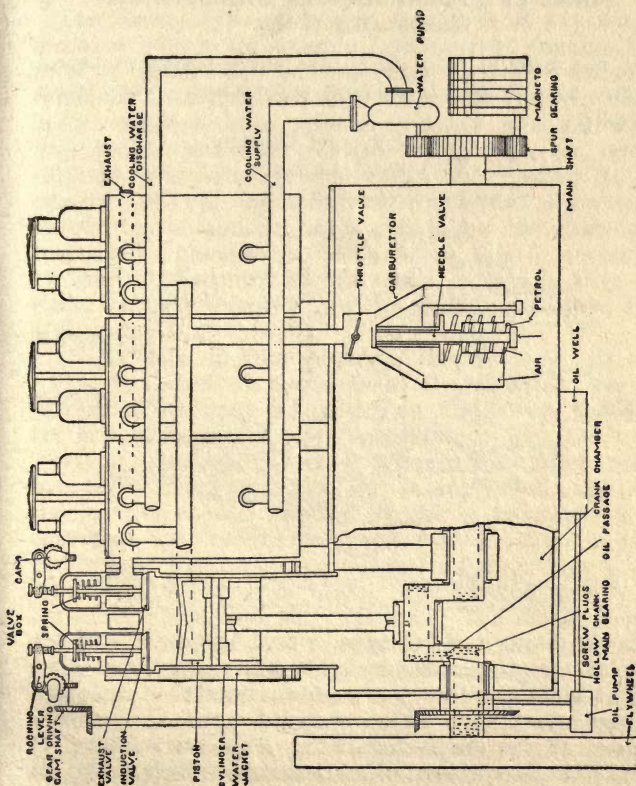 WATER PUMP
MAGNETO
SPUR GEARING
MAIN SHAFT
EXHAUST
COOLING WATER
DISCHARGE
COOLING WATER
SUPPLY
THROTTLE VALVE
CARBURETTOR
NEEDLE VALVE
PETROL
AIR
OIL WELL
CRANK CHAMBER
OIL PASSAGE
SCREW PLUGS
HOLLOW CRANK
MAIN BEARING
OIL PUMP
FLYWHEEL
CAM
VALVE
BOX
SPRING
ROCKING
LEVER
GEAR DRIVING
CAM SHAFT
EXHAUST
VALVE
INDUCTION
VALVE
PISTON
CYLINDER
WATER
JACKET